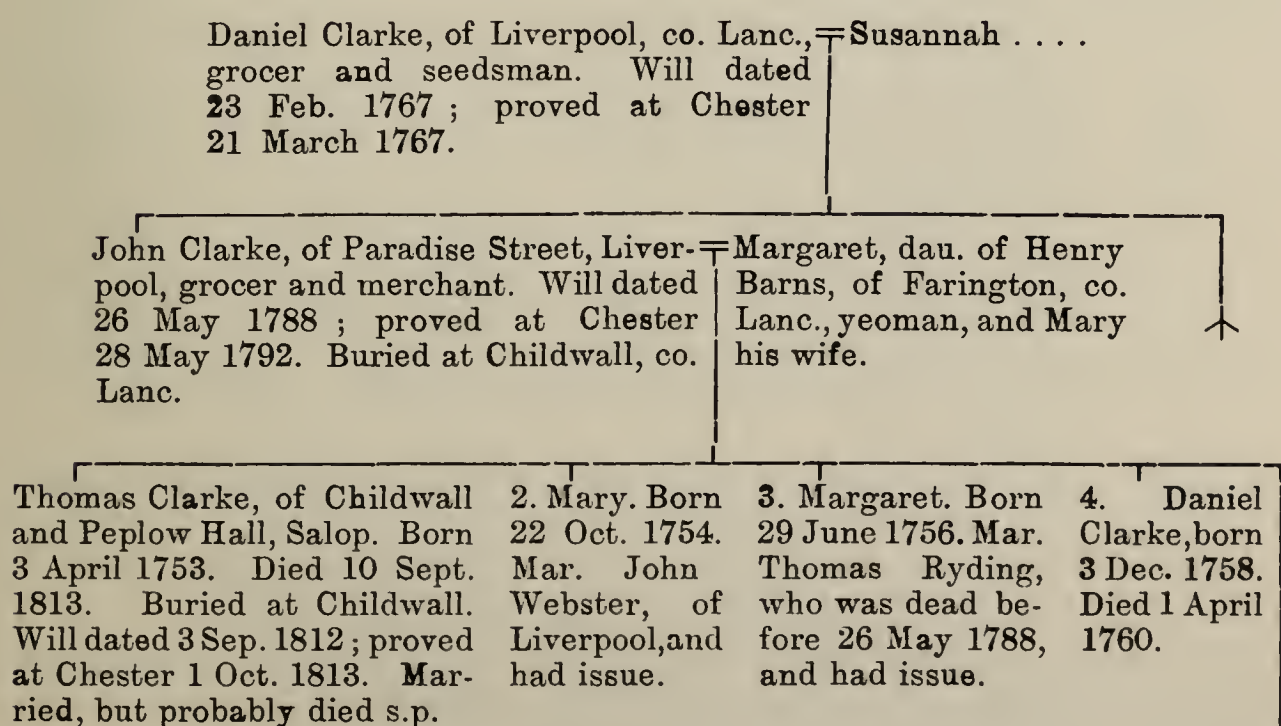 Daniel Clarke, of Liverpool, co. Lanc.,
grocer and seedsman. Will dated
23 Feb. 1767 ; proved at Chester
21 March 1767.
Susannah . . . .
John Clarke, of Paradise Street, Liver-
pool, grocer and merchant. Will dated
26 May 1788 ; proved at Chester
28 May 1792. Buried at Childwall, co.
Lanc.
Margaret, dau. of Henry
Barns, of Farington, co.
Lanc., yeoman, and Mary
his wife.
Thomas Clarke, of Childwall
and Peplow Hall, Salop. Born
3 April 1753. Died 10 Sept.
1813. Buried at Childwall.
Will dated 3 Sep. 1812 ; proved
at Chester 1 Oct. 1813. Mar-
ried, but probably died s.p.
2. Mary. Born
22 Oct. 1754.
Mar. John
Webster, of
Liverpool, and
had issue.
3. Margaret. Born
29 June 1756. Mar.
Thomas Ryding,
who was dead be-
fore 26 May 1788,
and had issue.
4. Daniel
Clarke, born
3 Dec. 1758.
Died 1 April
1760.